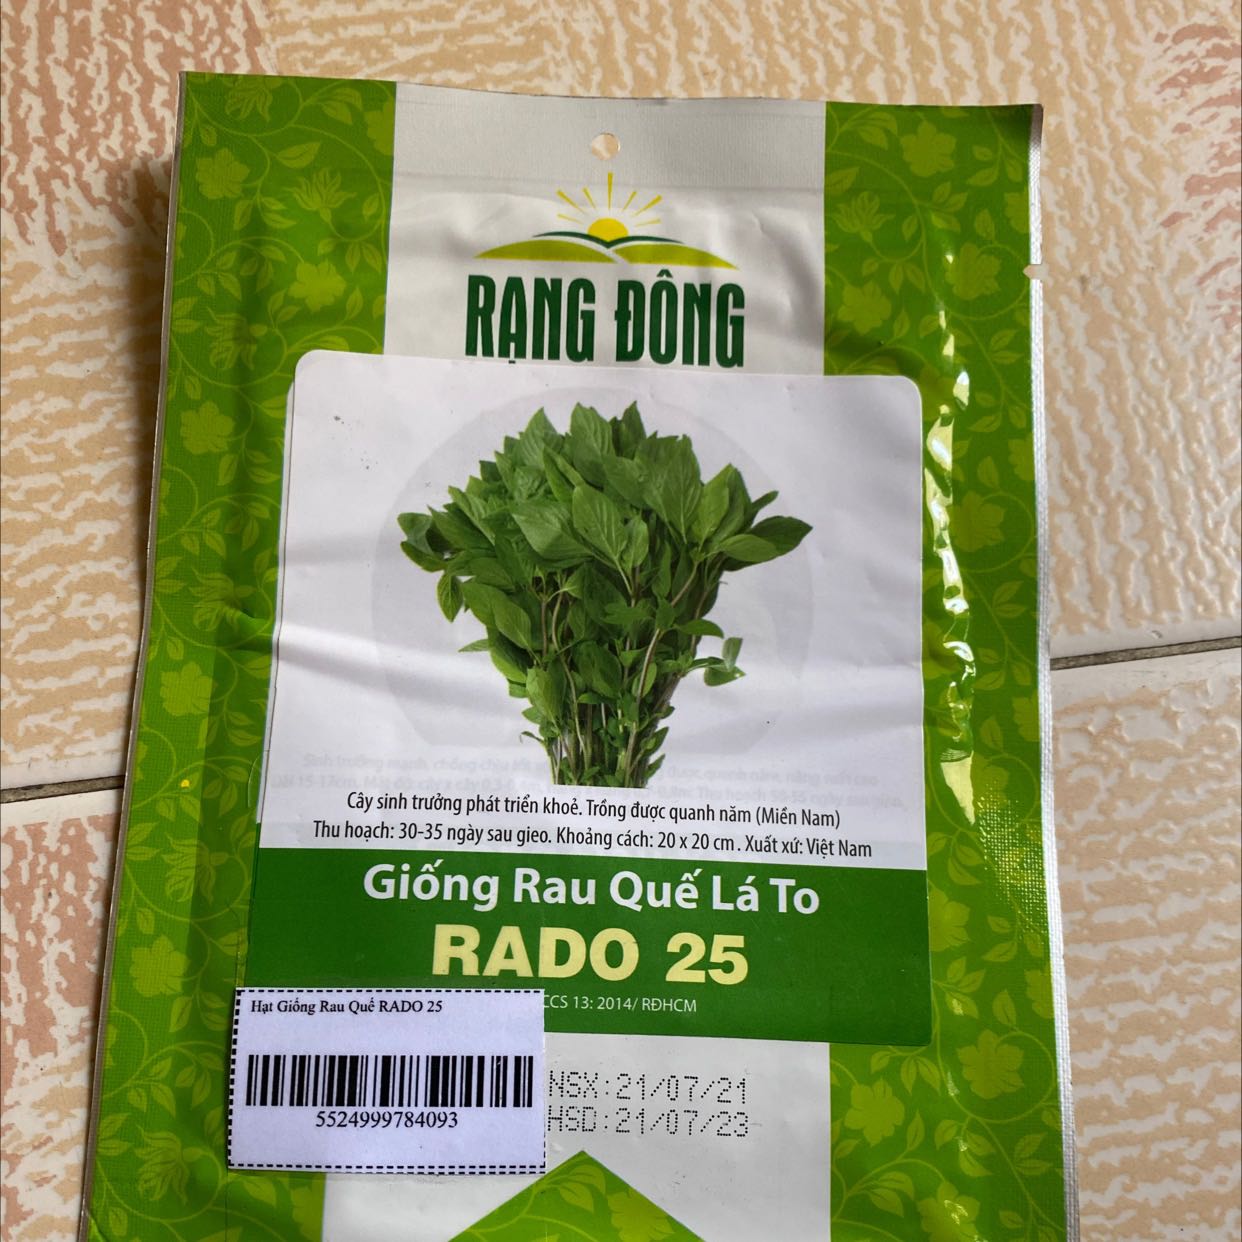 RẠNG ĐÔNG
Cây sinh trưởng phát triển khoẻ. Trồng được quanh năm (Miền Nam)
Thu hoạch: 30-35 ngày sau gieo. Khoảng cách: 20 x 20 cm. Xuất xứ: Việt Nam
Giống Rau Quế Lá To
RADO 25
CCS 13: 2014/ RĐHCM
Hạt Giống Rau Quế RADO 25
5524999784093
NSX:21/07/21
HSD:21/07/23